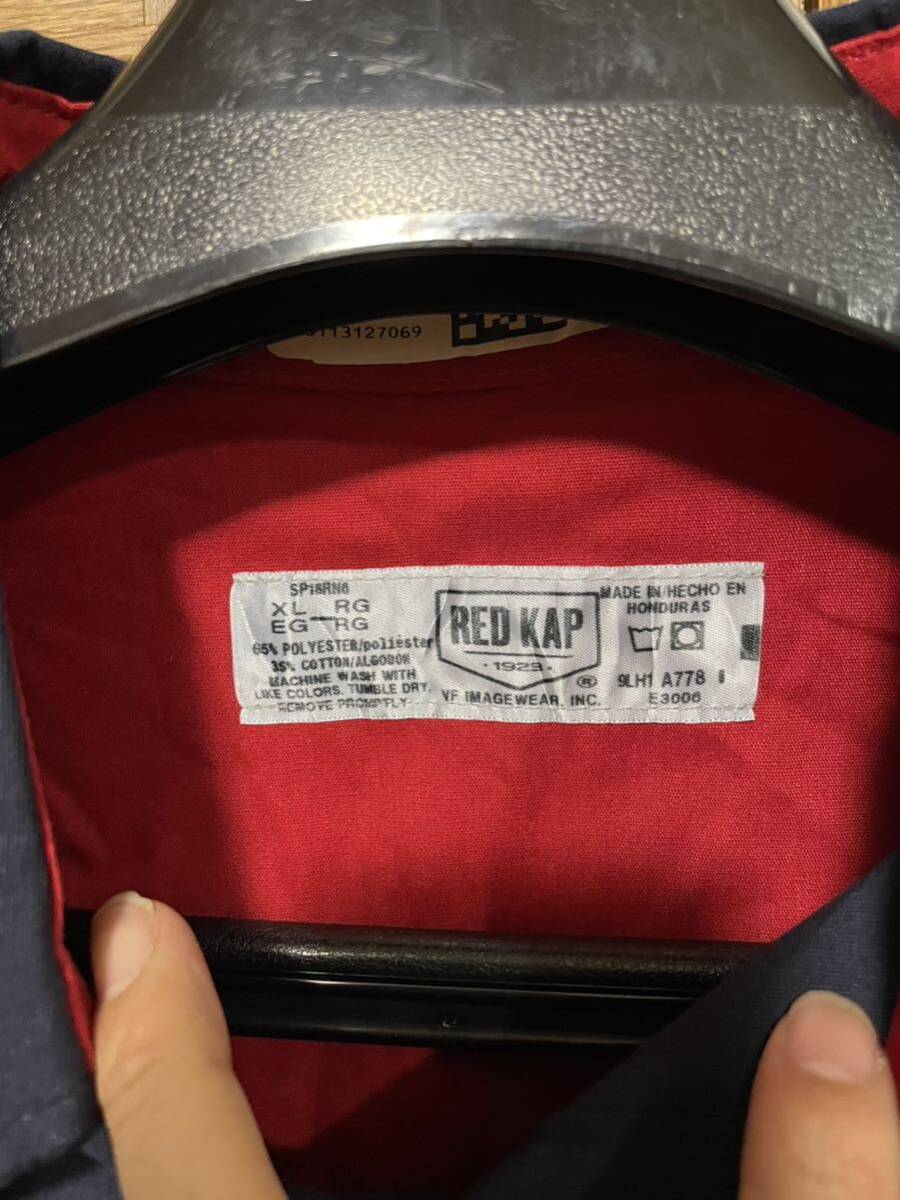 113127069
SP18RN6
XL - RG
EG - RG
65% POLYESTER/poliéster
35% COTTON/ALGODON
MACHINE WASH WITH
LIKE COLORS. TUMBLE DRY.
REMOVE PROMPTLY
RED KAP
• 1923 •
®
VF IMAGEWEAR, INC.
MADE IN/HECHO EN
HONDURAS
9LH1 A778
E3006